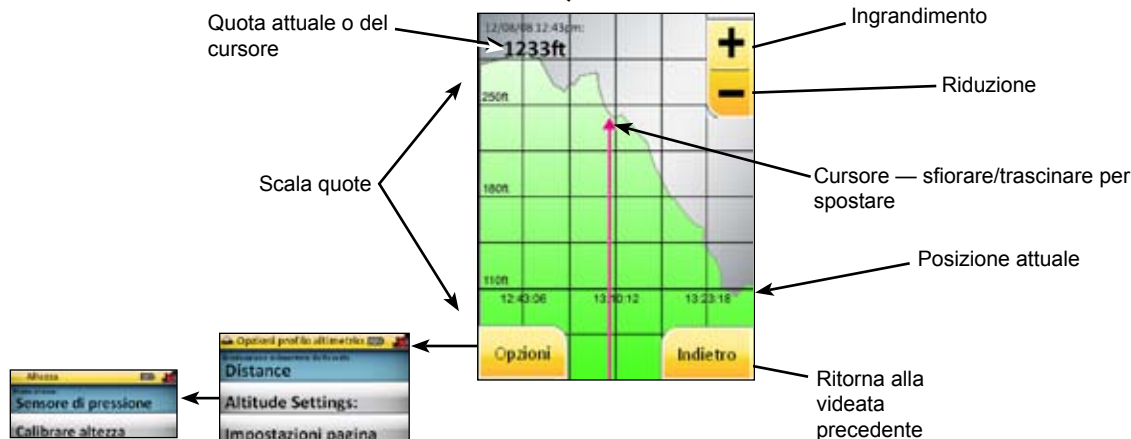 Quota attuale o del
cursore
12/08/08 12:43pm:
1233ft
+
Ingrandimento
−
Riduzione
250ft
Scala quote
Cursore — sfiorare/trascinare per
spostare
180ft
Posizione attuale
110ft
12:43:06
13:10:12
13:23:18
Opzioni
Indietro
Ritorna alla
videata
precedente
Opzioni profilo altimetrico
Distance
Altitude Settings:
Impostazioni pagina
Altezza
Sensore di pressione
Calibrare altezza